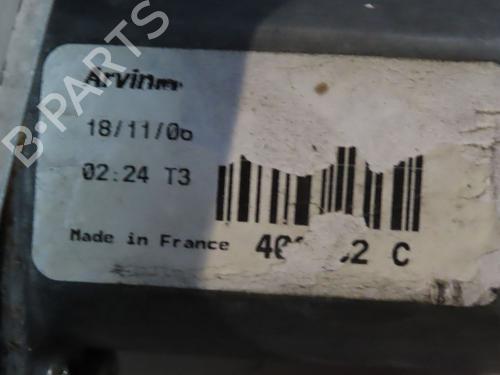 B-PARTS
18/11/06
02:24 T3
Made in France
C